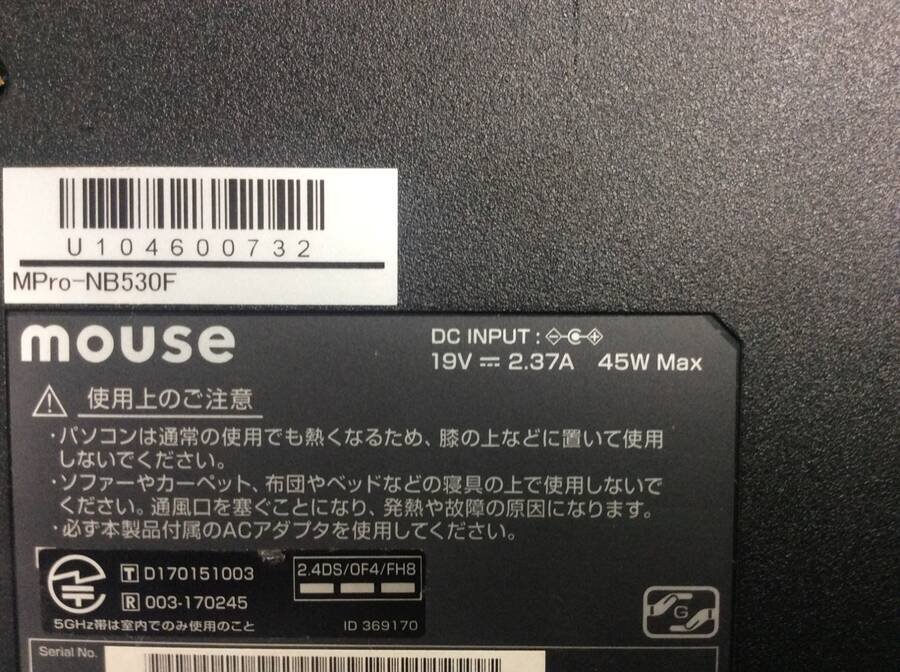 U104600732
MPro-NB530F
mouse
DC INPUT :
19V 2.37A 45W Max
使用上のご注意
・パソコンは通常の使用でも熱くなるため、膝の上などに置いて使用
しないでください。
・ソファーやカーペット、布団やベッドなどの寝具の上で使用しないで
ください。通風口を塞ぐことになり、発熱や故障の原因になります。
・必ず本製品付属のACアダプタを使用してください。
T D170151003
R 003-170245
2.4DS/OF4/FH8
5GHz帯は室内でのみ使用のこと
ID 369170
G
Serial No.